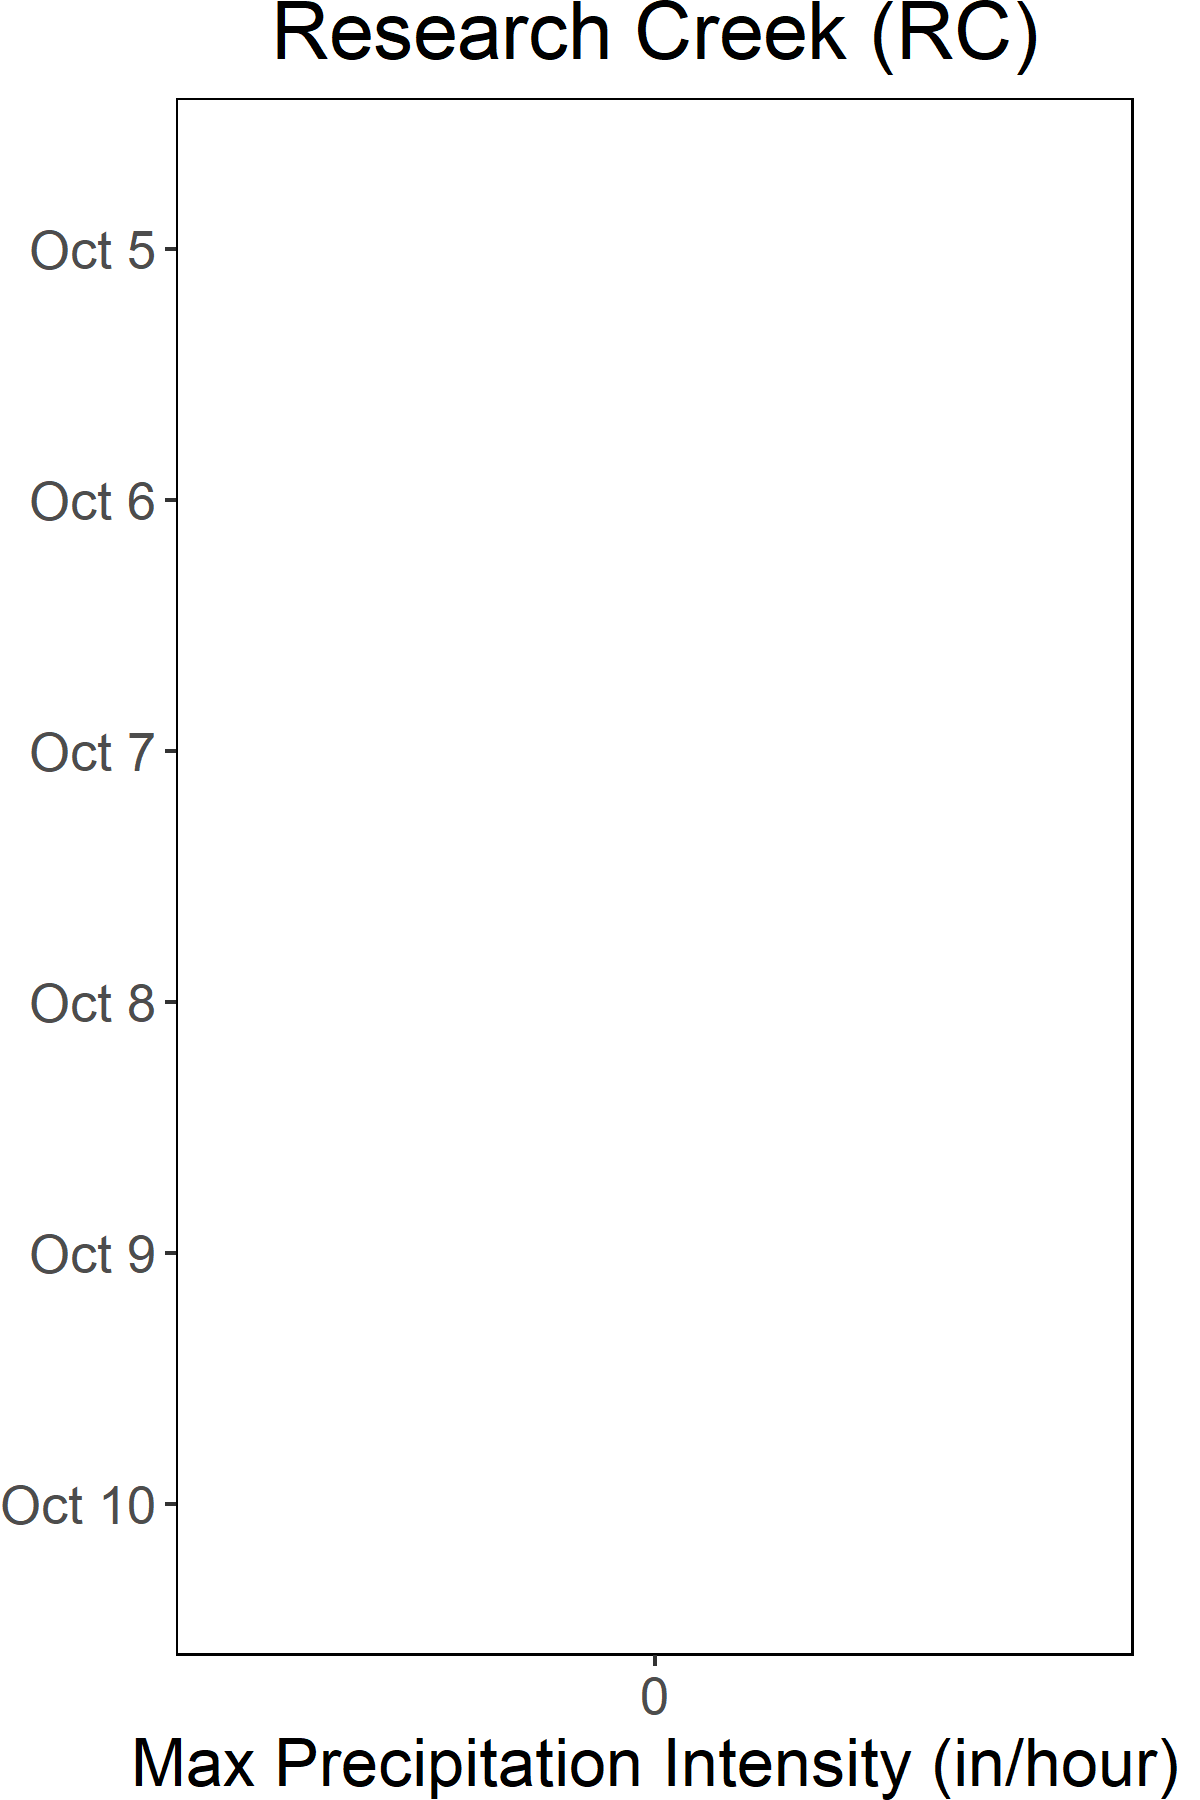 Research Creek (RC)
Oct 5
Oct 6
Oct 7
Oct 8
Oct 9
Oct 10
0
Max Precipitation Intensity (in/hour)